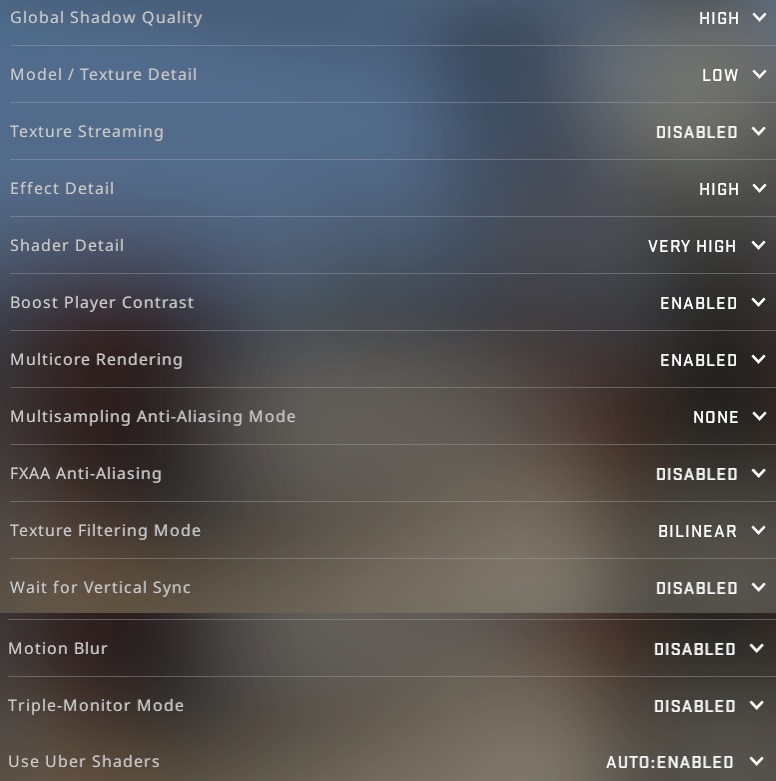 Global Shadow Quality HIGH
Model / Texture Detail LOW
Texture Streaming DISABLED
Effect Detail HIGH
Shader Detail VERY HIGH
Boost Player Contrast ENABLED
Multicore Rendering ENABLED
Multisampling Anti-Aliasing Mode NONE
FXAA Anti-Aliasing DISABLED
Texture Filtering Mode BILINEAR
Wait for Vertical Sync DISABLED
Motion Blur DISABLED
Triple-Monitor Mode DISABLED
Use Uber Shaders AUTO:ENABLED